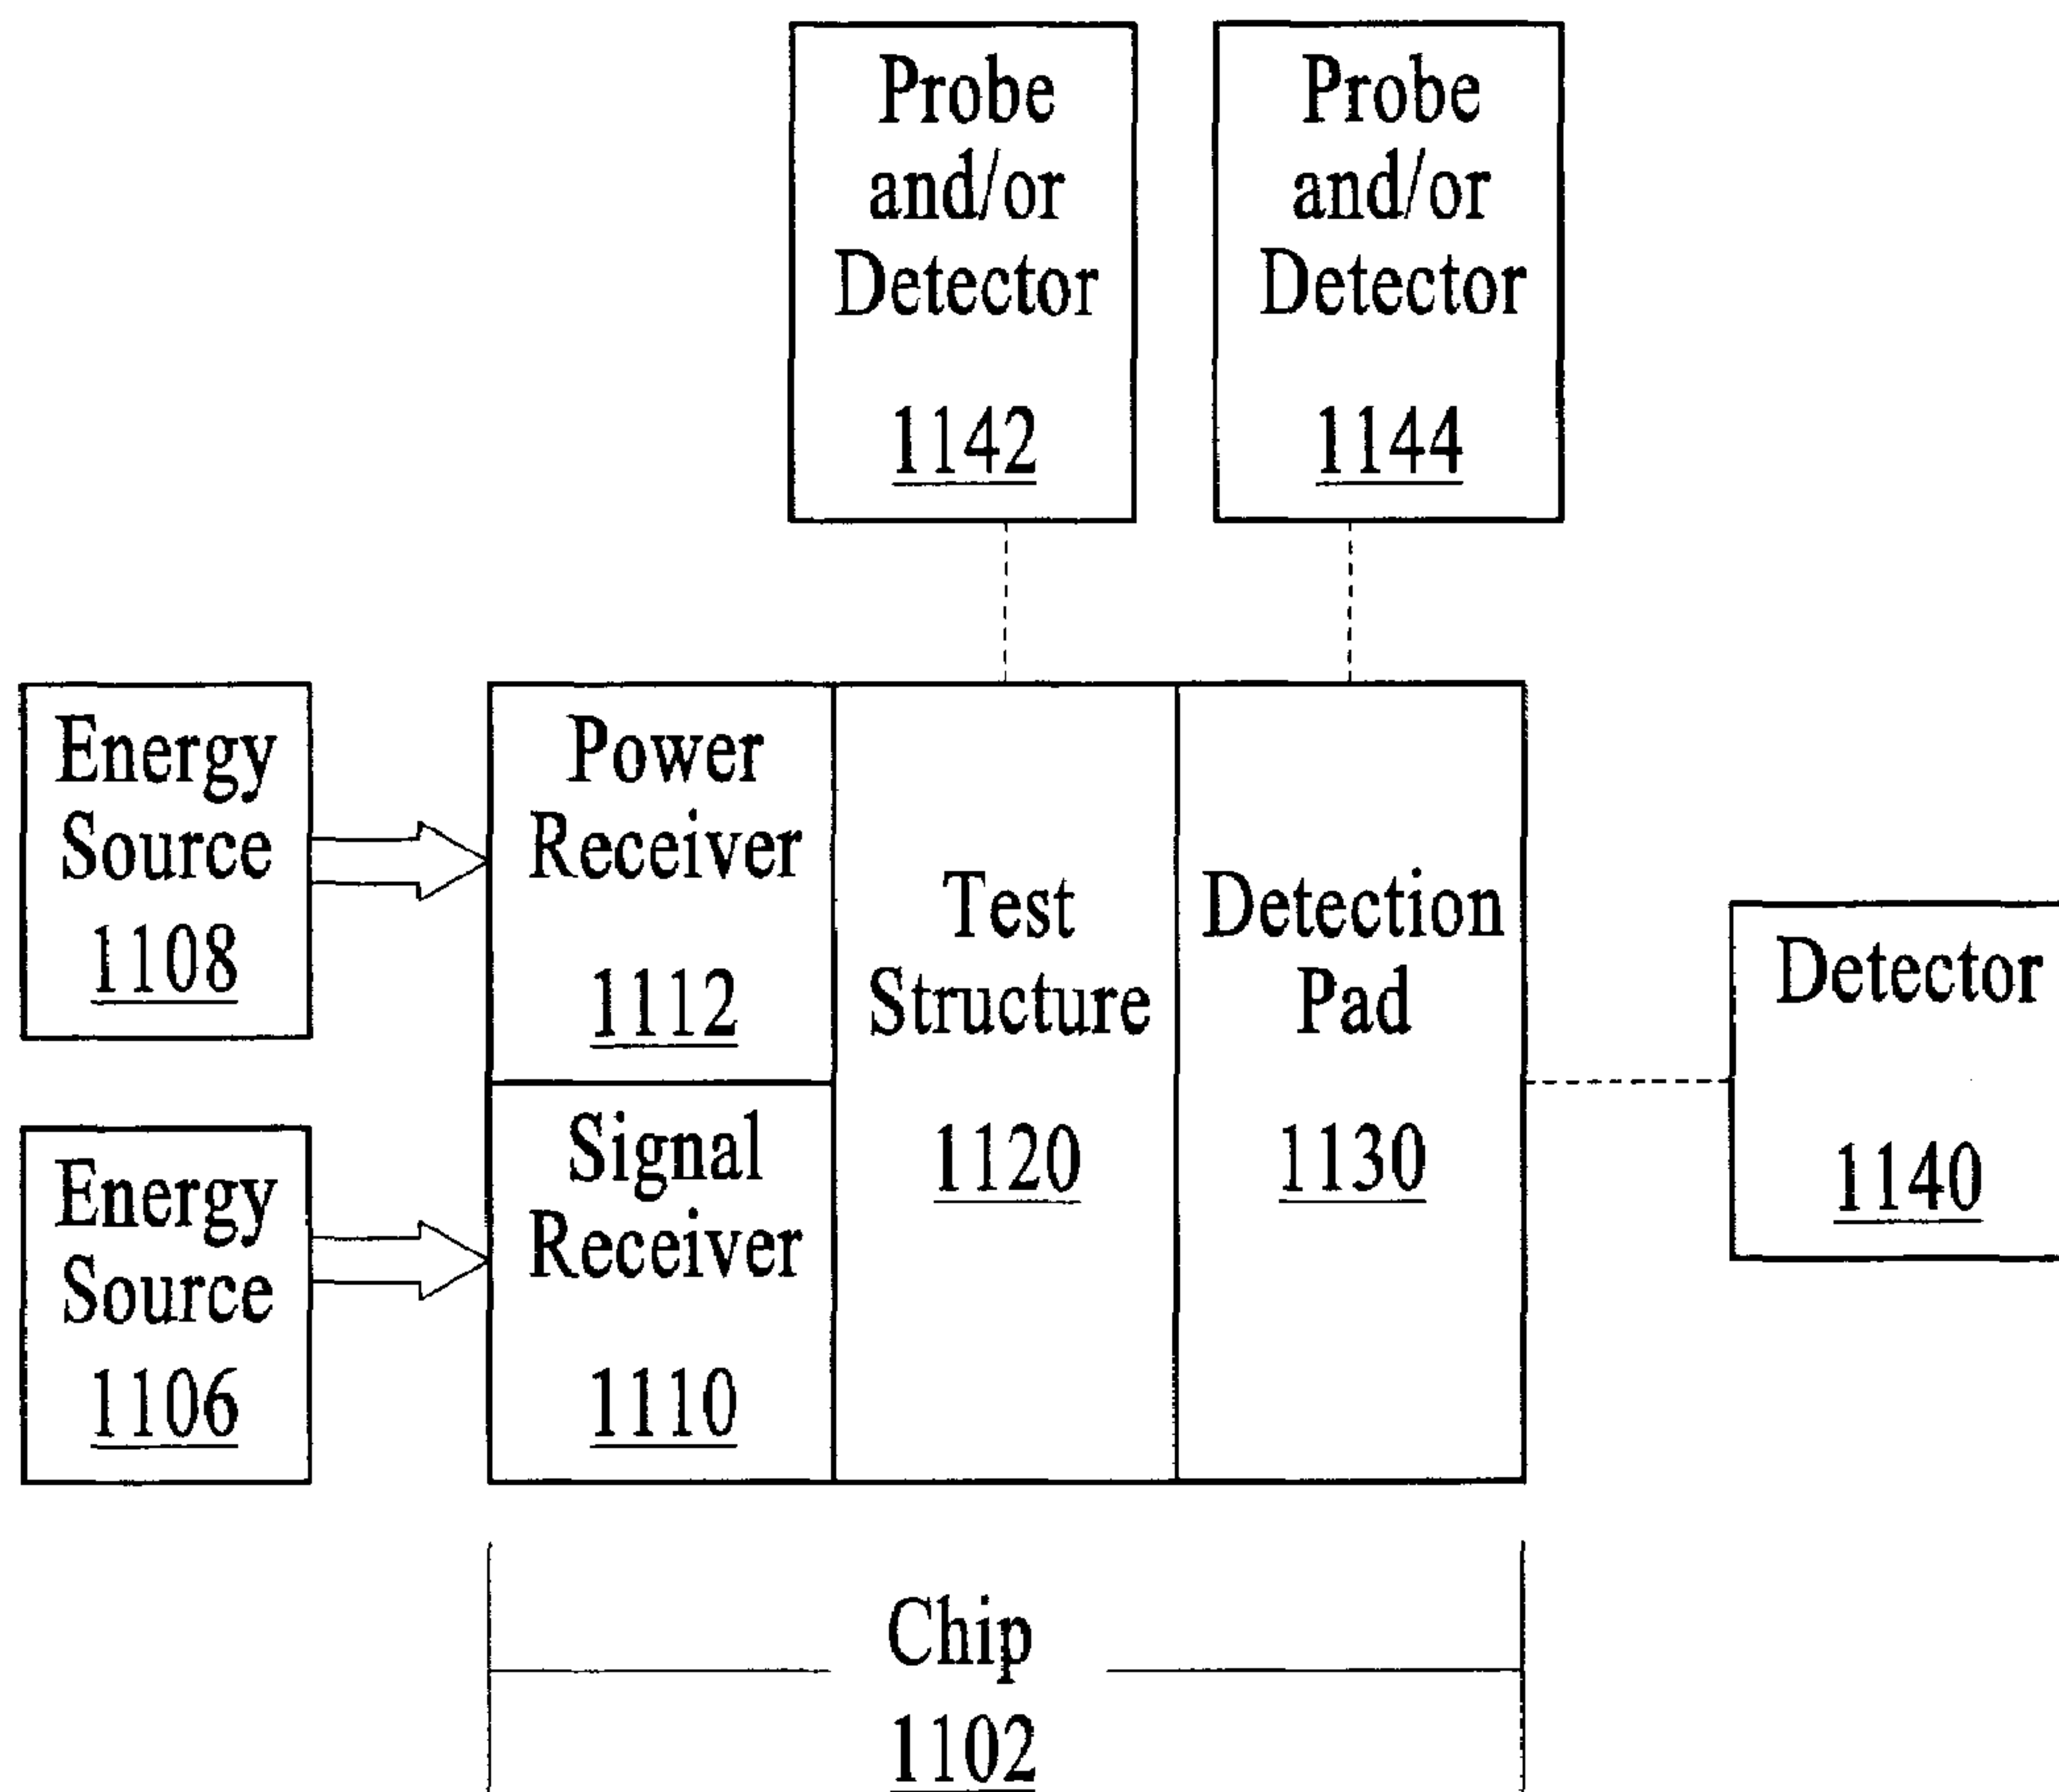 Probe
and/or
Detector
1142
Probe
and/or
Detector
1144
Energy
Source
1108
Power
Receiver
1112
Energy
Source
1106
Signal
Receiver
1110
Test
Structure
1120
Detection
Pad
1130
Detector
1140
Chip
1102